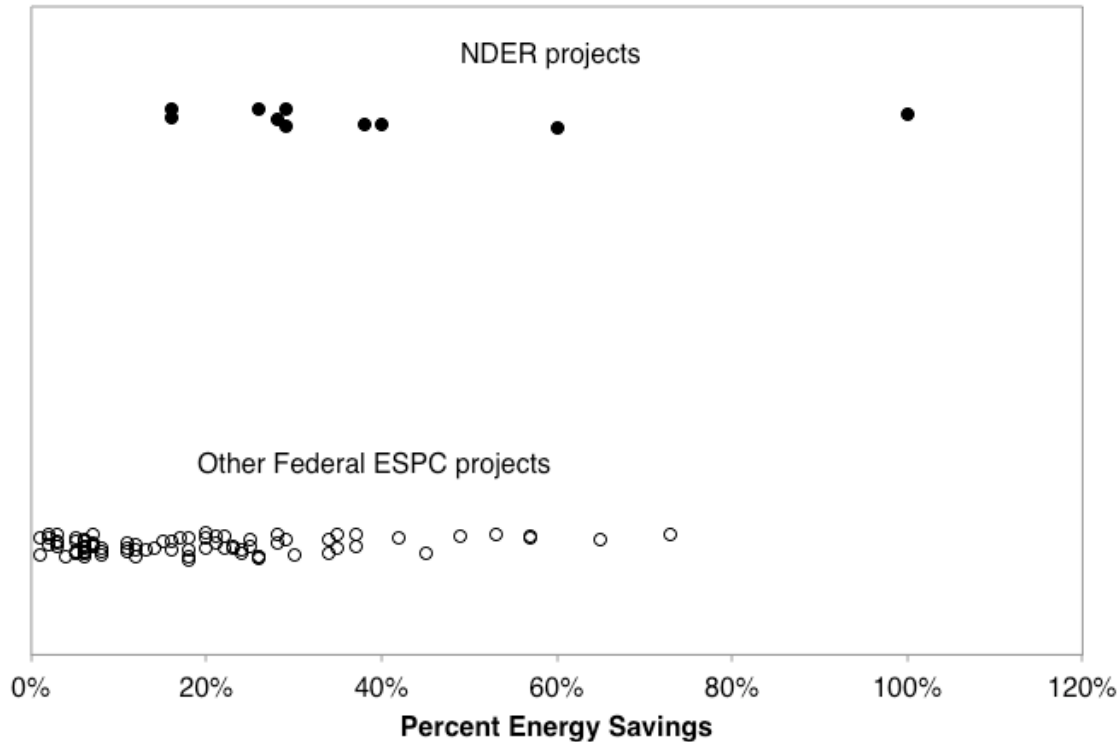 NDER projects
Other Federal ESPC projects
0% 20% 40% 60% 80% 100% 120%
Percent Energy Savings